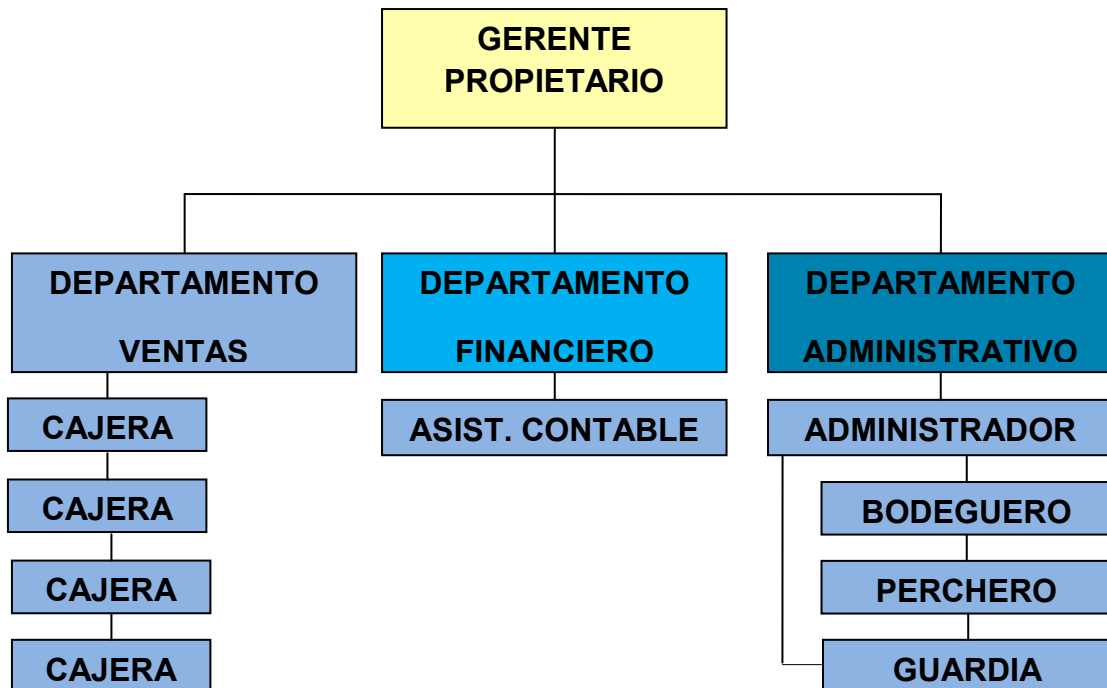 GERENTE
PROPIETARIO
DEPARTAMENTO
VENTAS
DEPARTAMENTO
FINANCIERO
DEPARTAMENTO
ADMINISTRATIVO
CAJERA
CAJERA
CAJERA
CAJERA
ASIST. CONTABLE
ADMINISTRADOR
BODEGUERO
PERCHERO
GUARDIA